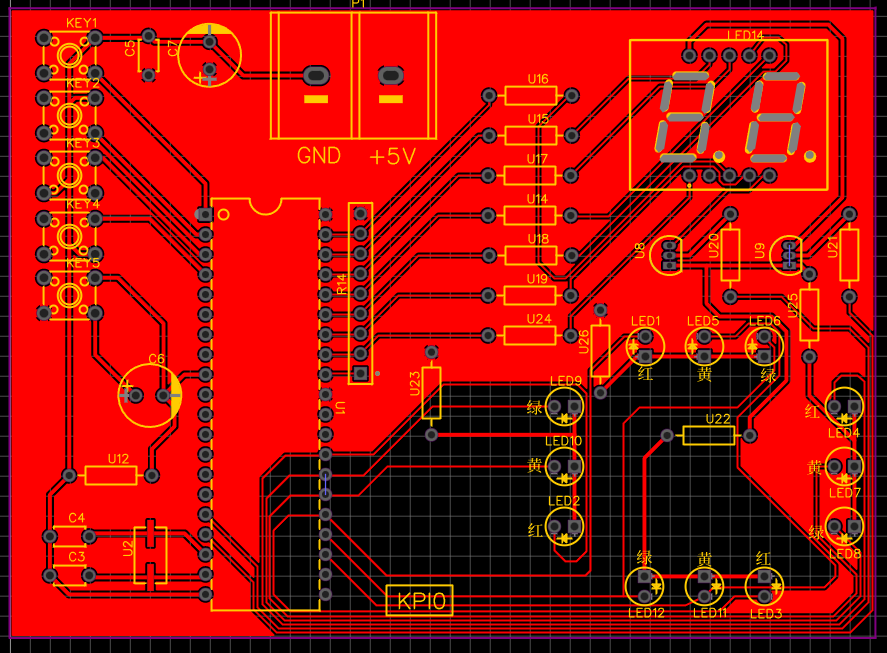 P1
KEY1
C5
C7
LED14
KEY2
U16
U15
KEY3
GND
+5V
U17
KEY4
U14
U18
U8
U20
U9
U21
KEY5
R14
U19
U25
U24
U26
LED1
LED5
LED6
红
黄
绿
C6
U23
LED9
绿
U1
红
LED4
U22
LED10
黄
黄
LED7
U12
LED2
红
绿
LED8
C4
U2
C3
绿
黄
红
KPIO
LED12
LED11
LED3